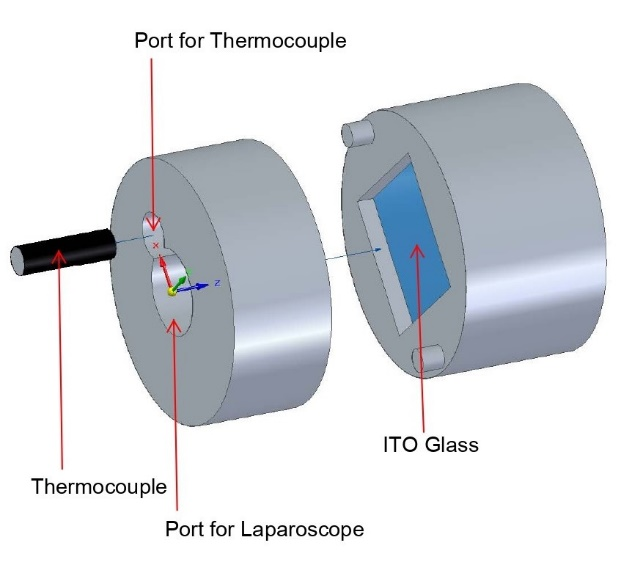 Port for Thermocouple
x
z
ITO Glass
Thermocouple
Port for Laparoscope